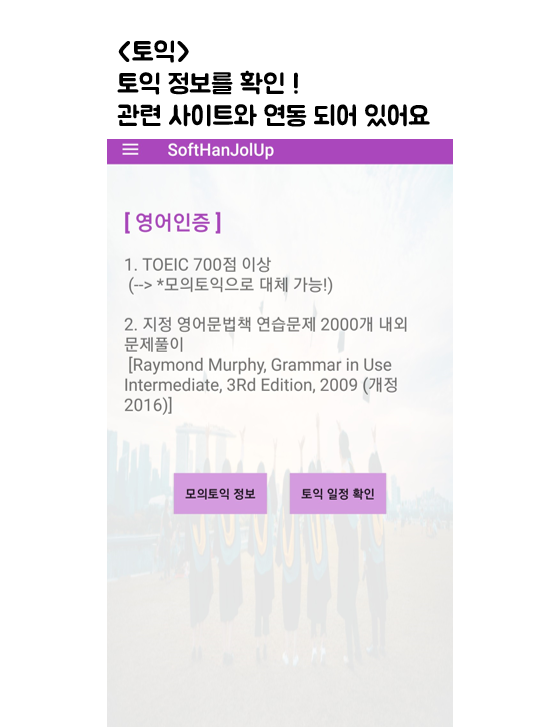 <토익>
토익 정보를 확인 !
관련 사이트와 연동 되어 있어요
SoftHanJolUp
[ 영어인증 ]
1. TOEIC 700점 이상
(--> *모의토익으로 대체 가능!)
2. 지정 영어문법책 연습문제 2000개 내외
문제풀이
[Raymond Murphy, Grammar in Use
Intermediate, 3Rd Edition, 2009 (개정
2016)]
모의토익 정보
토익 일정 확인